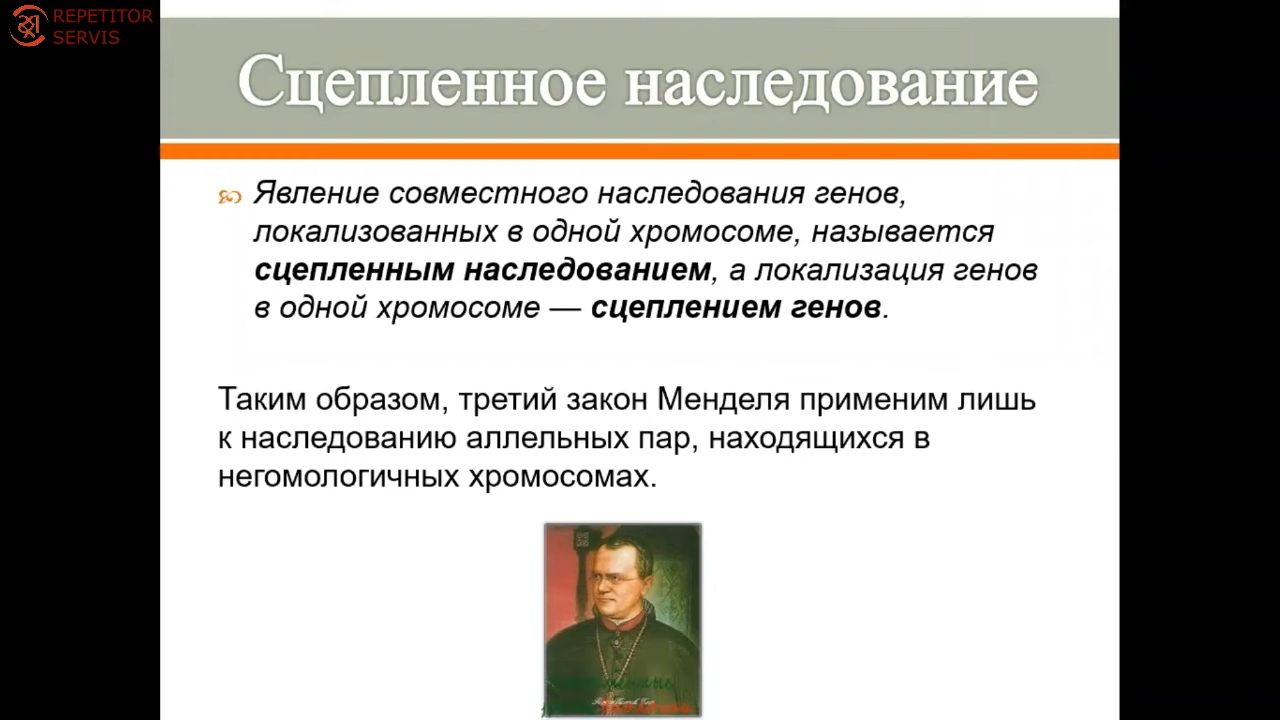 REPETITOR
SERVIS
Сцепленное наследование
Явление совместного наследования генов,
локализованных в одной хромосоме, называется
сцепленным наследованием, а локализация генов
в одной хромосоме — сцеплением генов.
Таким образом, третий закон Менделя применим лишь
к наследованию аллельных пар, находящихся в
негомологичных хромосомах.